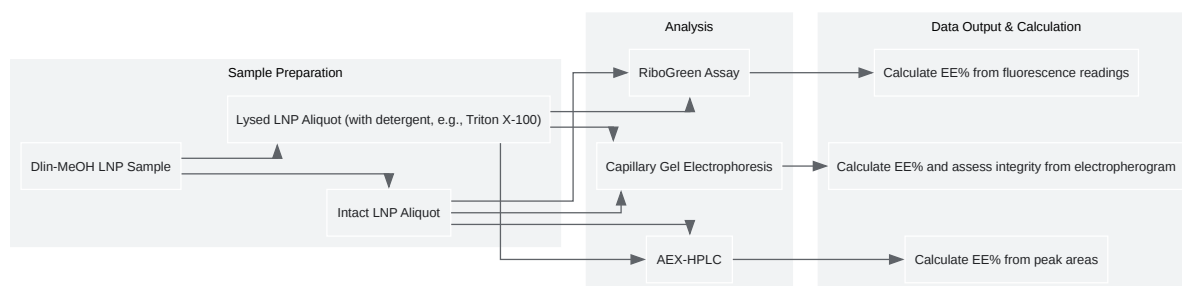 Analysis
Data Output & Calculation
Sample Preparation
RiboGreen Assay
Calculate EE% from fluorescence readings
Lysed LNP Aliquot (with detergent, e.g., Triton X-100)
Dlin-MeOH LNP Sample
Capillary Gel Electrophoresis
Calculate EE% and assess integrity from electropherogram
Intact LNP Aliquot
AEX-HPLC
Calculate EE% from peak areas